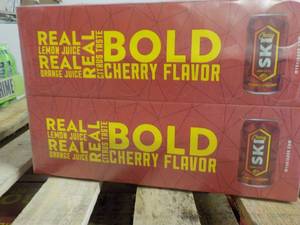 REAL
LEMON JUICE
REAL
ORANGE JUICE
REAL
CITRUS TASTE
BOLD
CHERRY FLAVOR
SKI
REAL
LEMON JUICE
REAL
ORANGE JUICE
REAL
CITRUS TASTE
BOLD
CHERRY FLAVOR
SKI